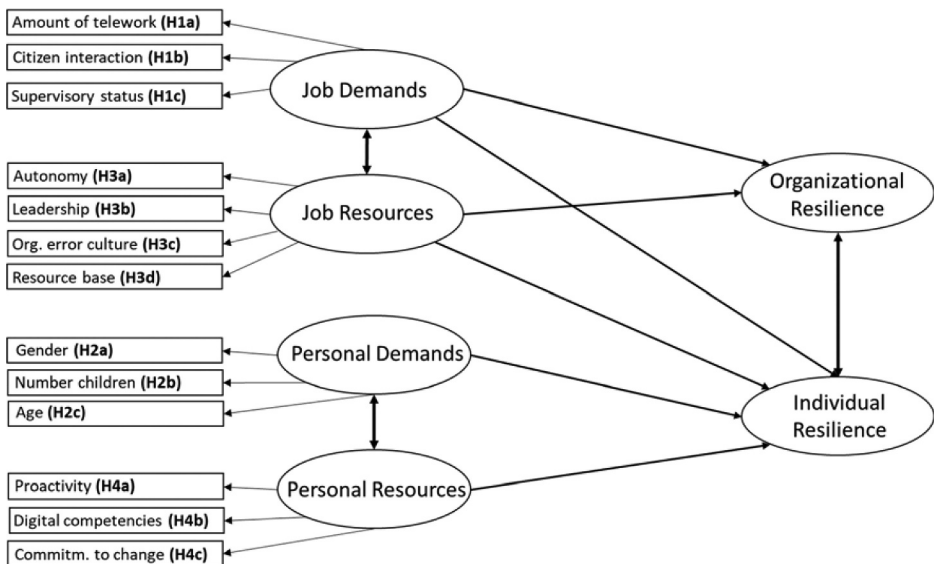 Amount of telework (H1a)
Citizen interaction (H1b)
Supervisory status (H1c)
Job Demands
Autonomy (H3a)
Leadership (H3b)
Org. error culture (H3c)
Resource base (H3d)
Job Resources
Gender (H2a)
Number children (H2b)
Age (H2c)
Personal Demands
Proactivity (H4a)
Digital competencies (H4b)
Commitm. to change (H4c)
Personal Resources
Organizational
Resilience
Individual
Resilience